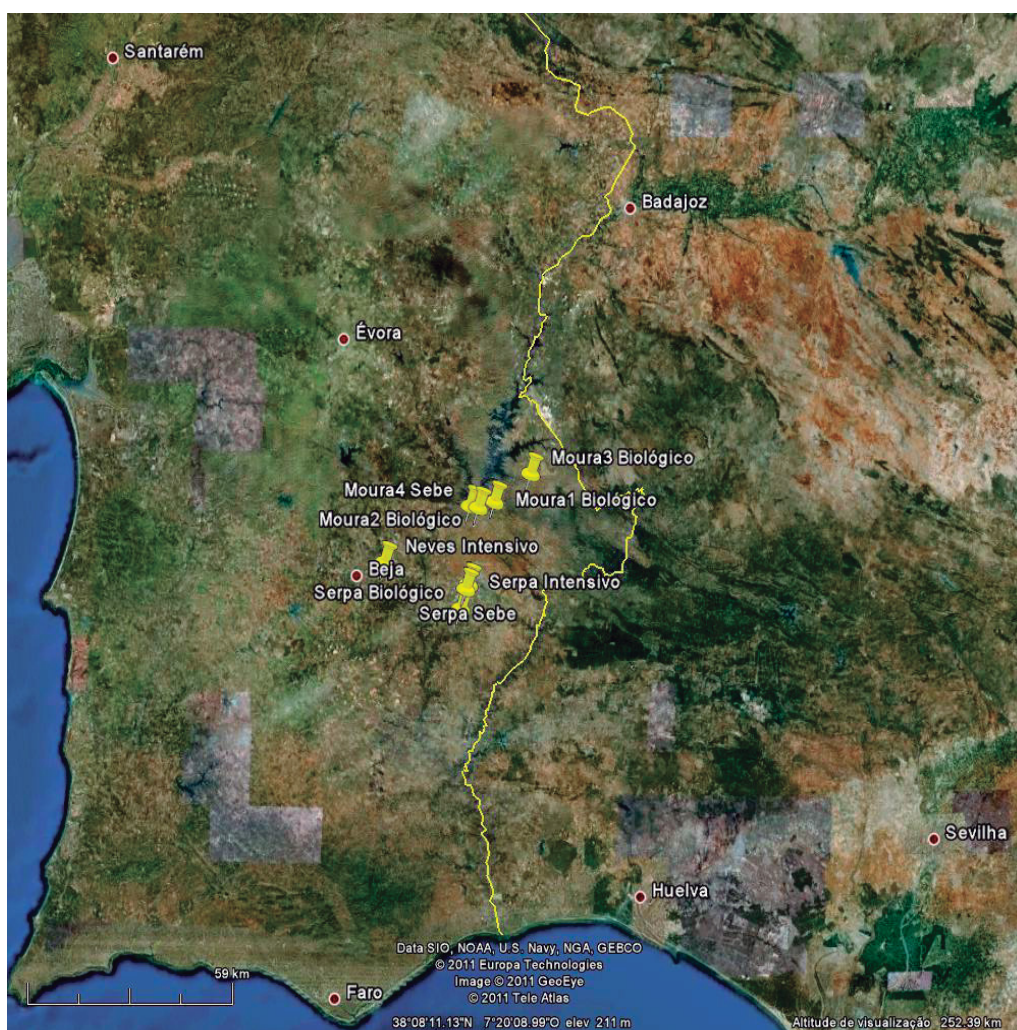 Santarém
Badajoz
Évora
Moura3 Biológico
Moura4 Sebe
Moura1 Biológico
Moura2 Biológico
Neves Intensivo
Beja
Serpa Intensivo
Serpa Biológico
Serpa Sebe
Sevilha
Huelva
Data SIO, NOAA, U.S. Navy, NGA, GEBCO
© 2011 Europa Technologies
Image © 2011 GeoEye
© 2011 Tele Atlas
59 km
Faro
38°08'11.13"N 7°20'08.99"O elev 211 m
Altitude de visualização 252.39 km